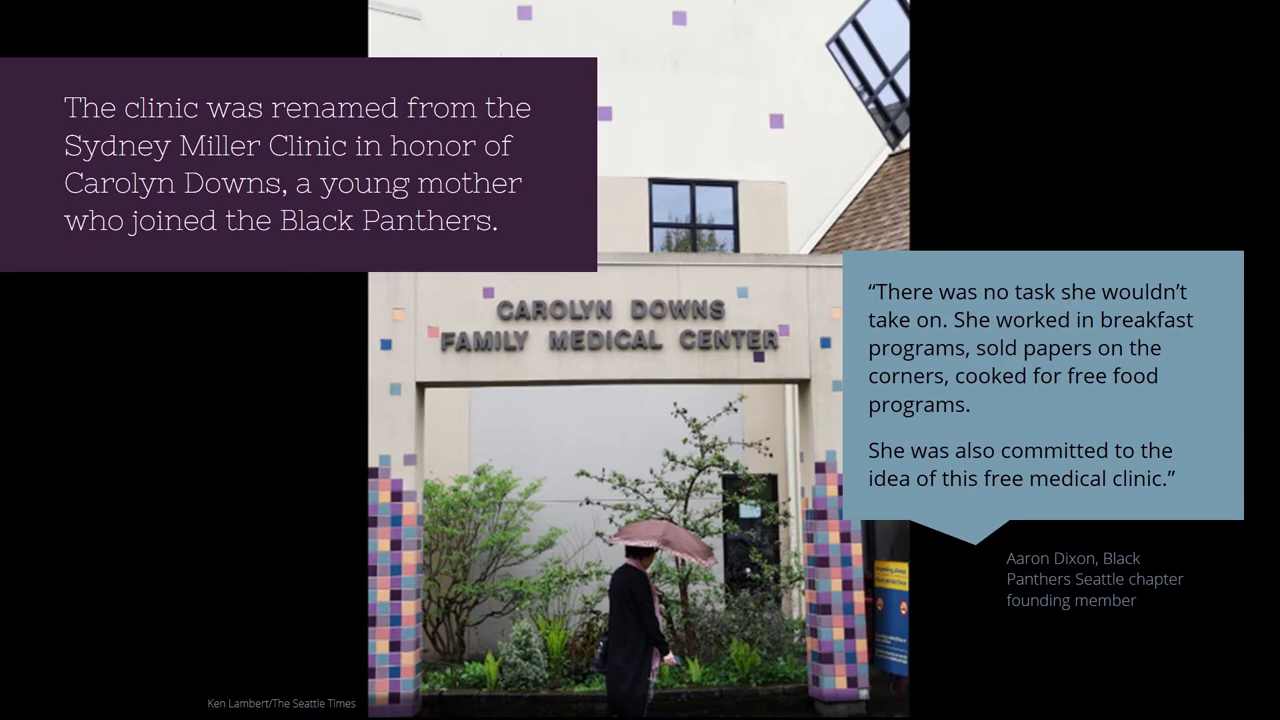 The clinic was renamed from the
Sydney Miller Clinic in honor of
Carolyn Downs, a young mother
who joined the Black Panthers.
CAROLYN DOWNS
FAMILY MEDICAL CENTER
“There was no task she wouldn’t
take on. She worked in breakfast
programs, sold papers on the
corners, cooked for free food
programs.
She was also committed to the
idea of this free medical clinic.”
Aaron Dixon, Black
Panthers Seattle chapter
founding member
Ken Lambert/The Seattle Times